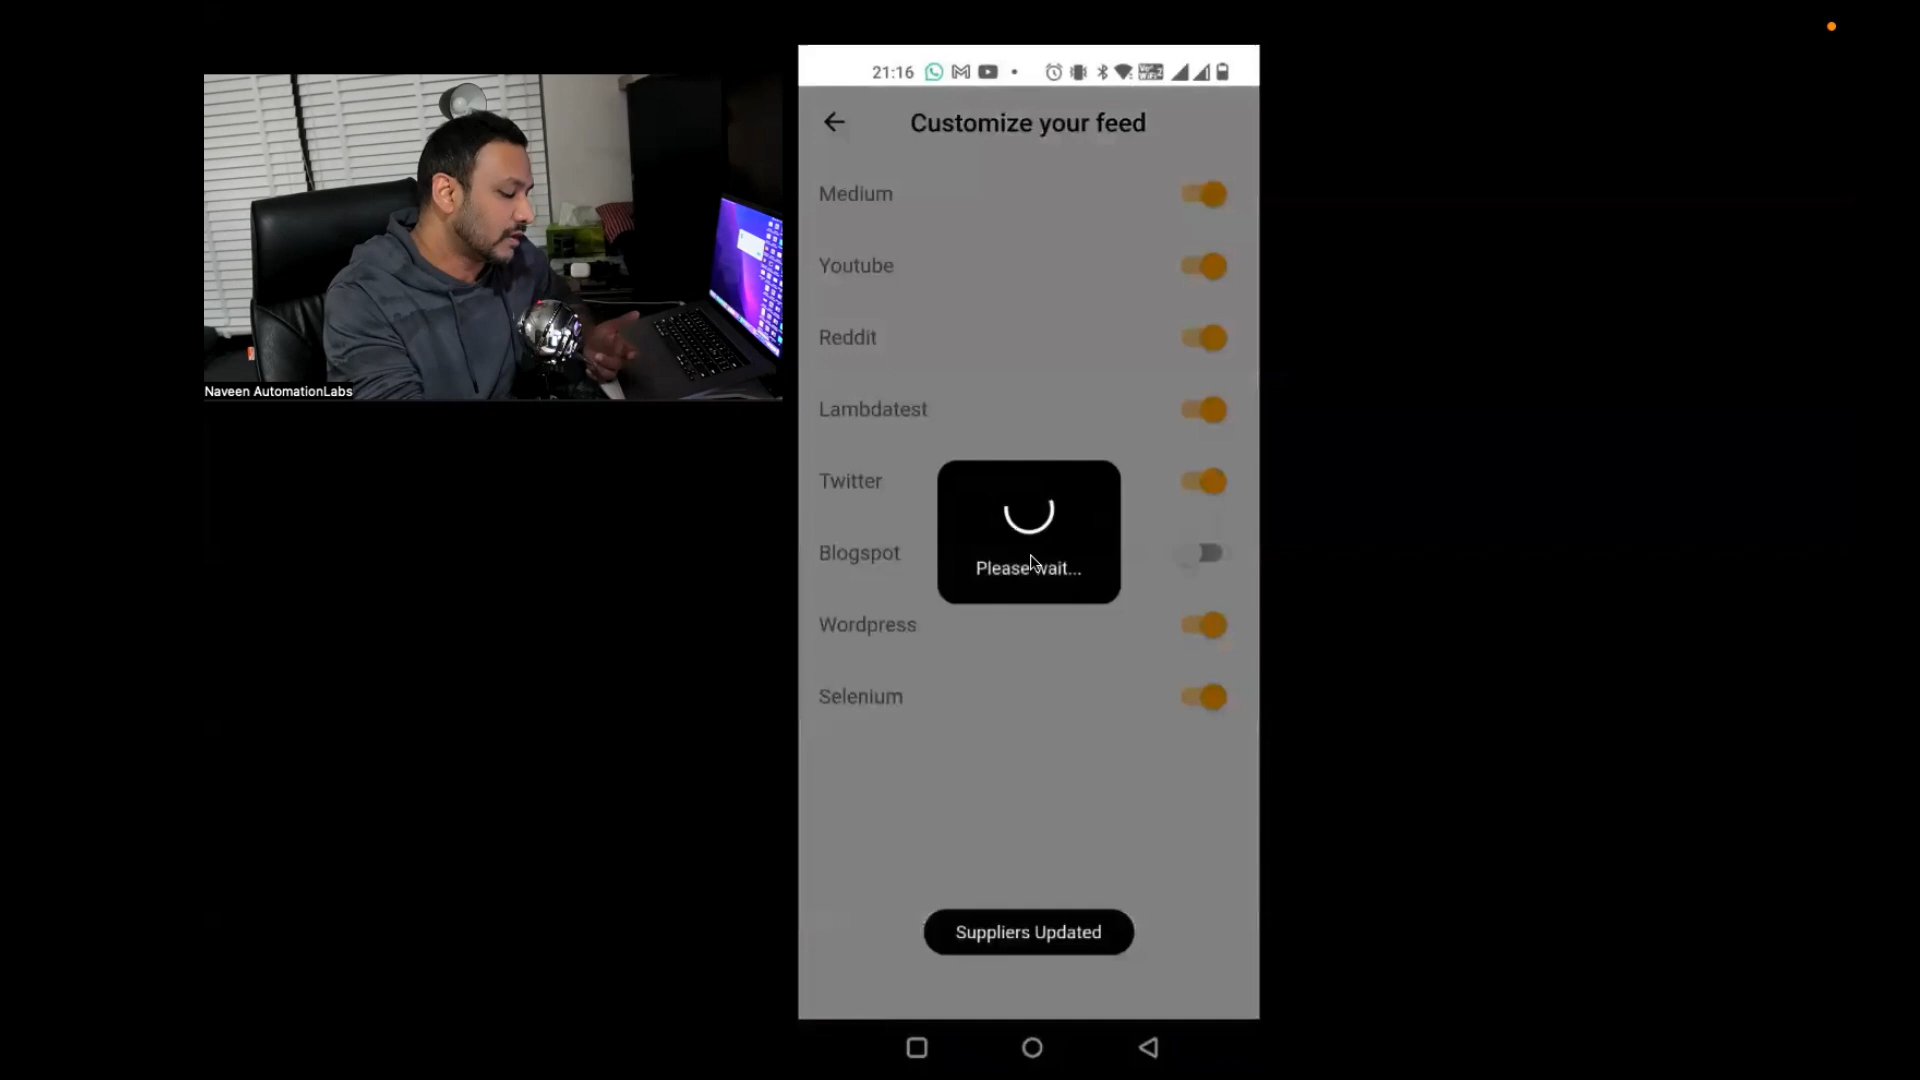 21:16
Customize your feed
Medium
Youtube
Reddit
Lambdatest
Twitter
Blogspot
Wordpress
Selenium
Please wait...
Suppliers Updated
Naveen AutomationLabs